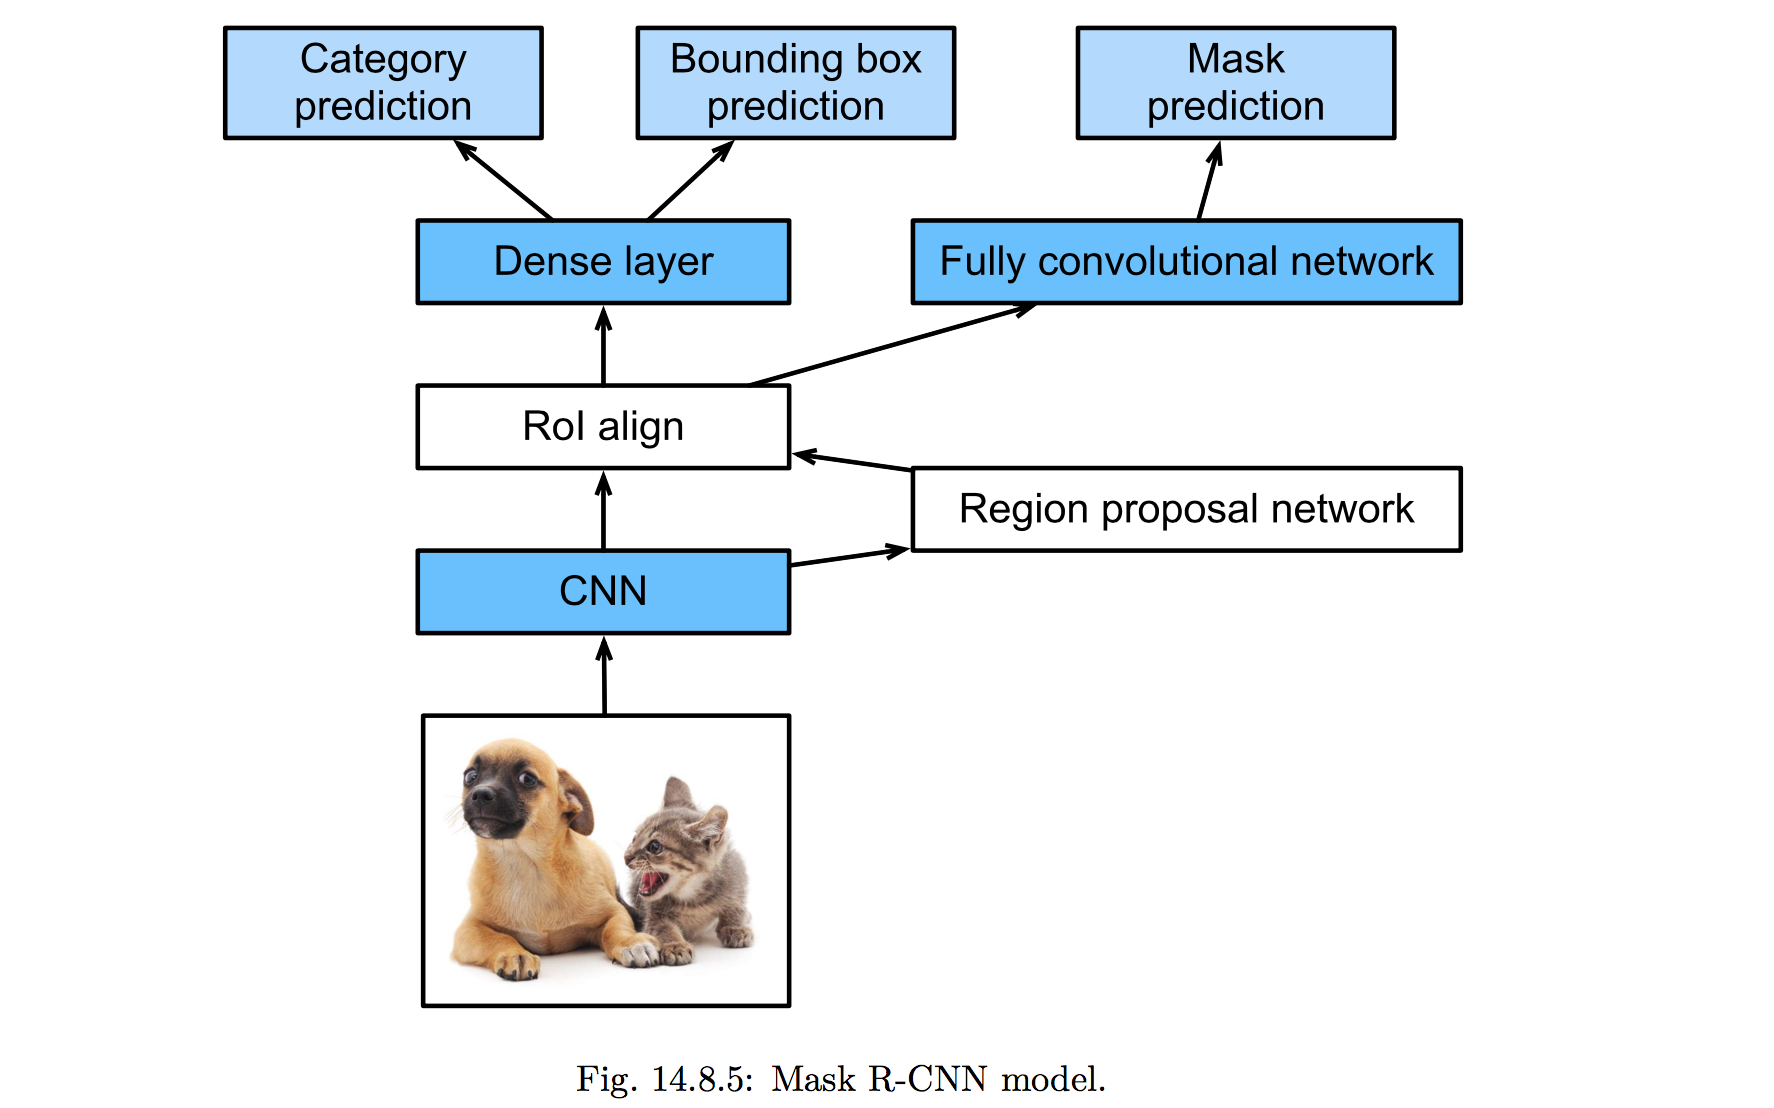 Category
prediction
Bounding box
prediction
Mask
prediction
Dense layer
Fully convolutional network
RoI align
Region proposal network
CNN
Fig. 14.8.5: Mask R-CNN model.